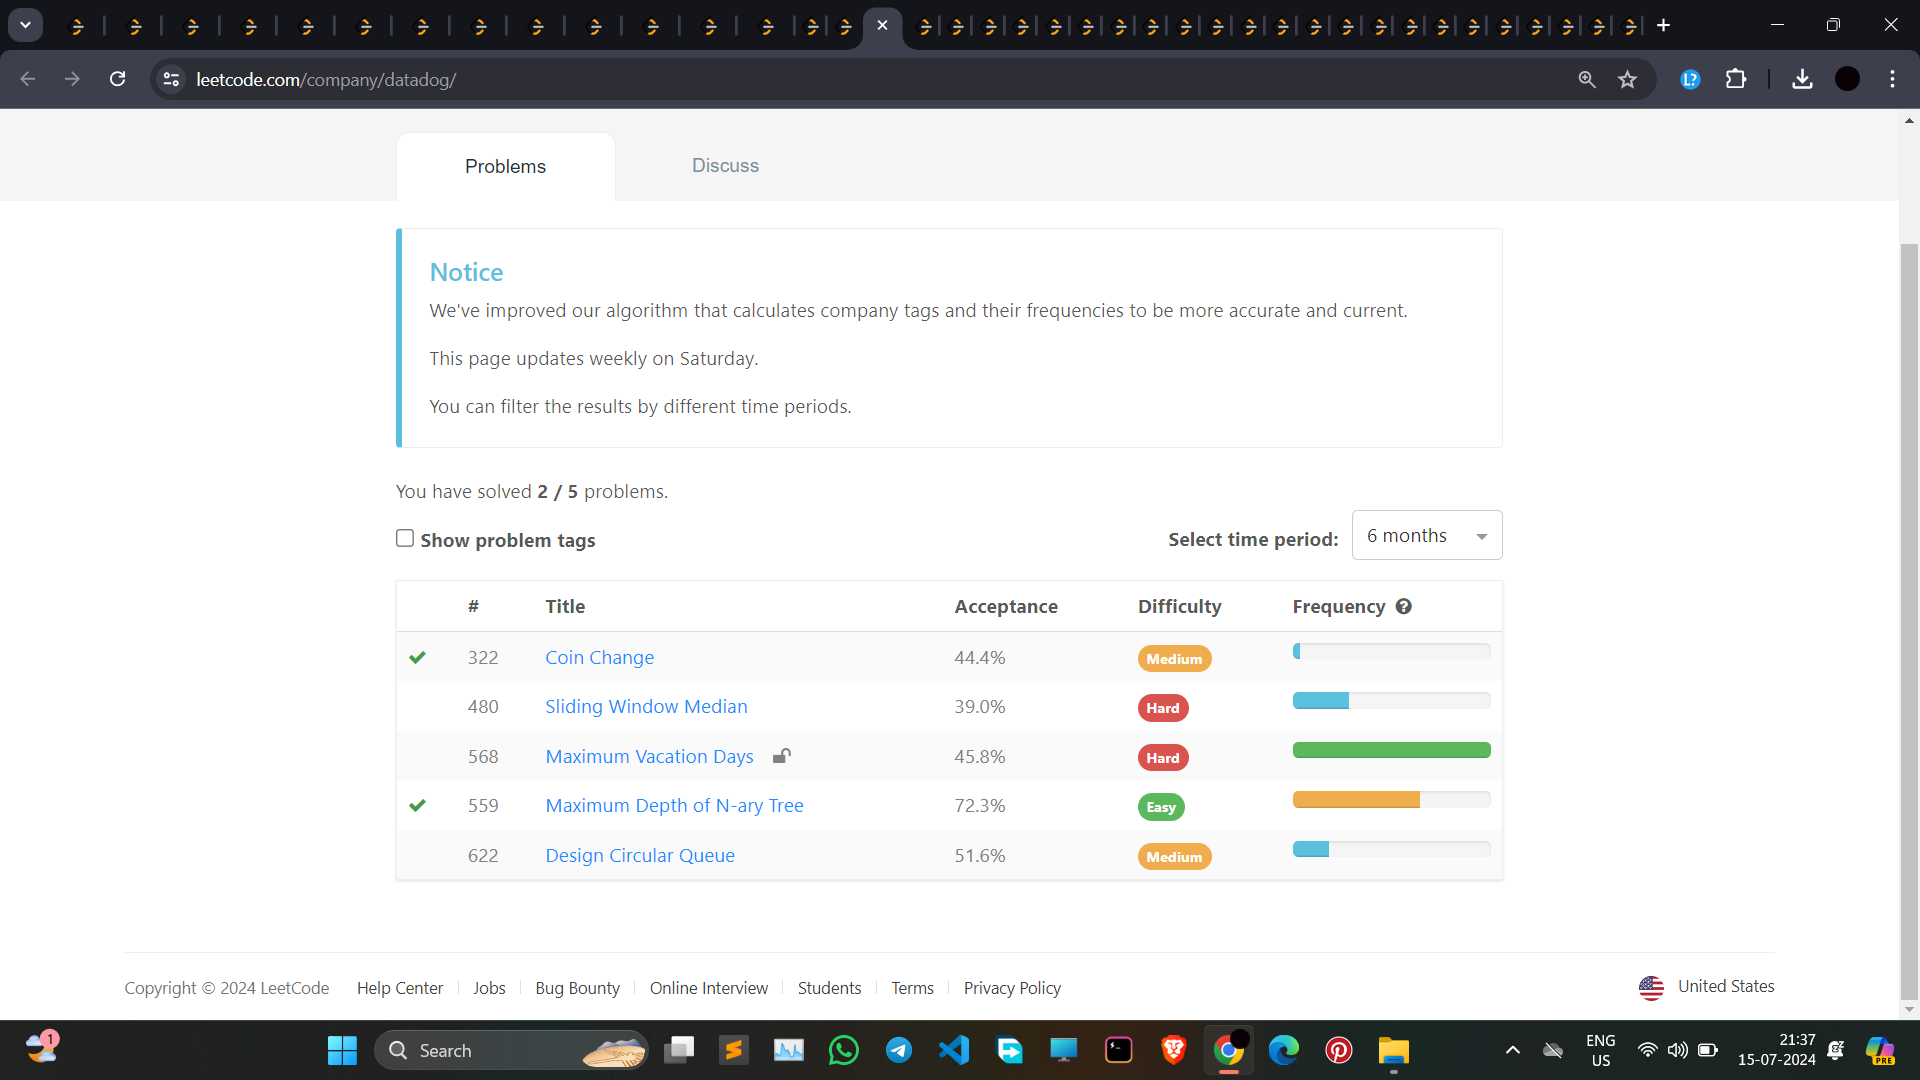 leetcode.com/company/datadog/
L?
Problems
Discuss
Notice
We've improved our algorithm that calculates company tags and their frequencies to be more accurate and current.
This page updates weekly on Saturday.
You can filter the results by different time periods.
You have solved 2 / 5 problems.
Show problem tags
Select time period: 6 months
# Title Acceptance Difficulty Frequency ?
322 Coin Change 44.4% Medium
480 Sliding Window Median 39.0% Hard
568 Maximum Vacation Days 45.8% Hard
559 Maximum Depth of N-ary Tree 72.3% Easy
622 Design Circular Queue 51.6% Medium
Copyright © 2024 LeetCode Help Center Jobs Bug Bounty Online Interview Students Terms Privacy Policy United States
1
Search
ENG
US
21:37
15-07-2024
PRE